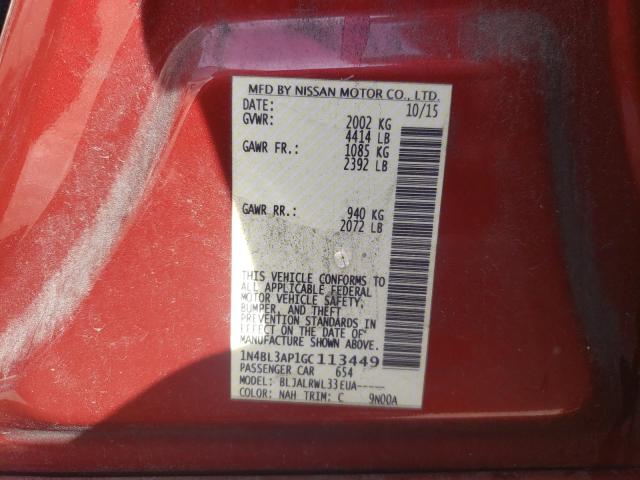 MFD BY NISSAN MOTOR CO., LTD.
DATE: 10/15
GVWR: 2002 KG
4414 LB
GAWR FR.: 1085 KG
2392 LB
GAWR RR.: 940 KG
2072 LB
THIS VEHICLE CONFORMS TO
ALL APPLICABLE FEDERAL
MOTOR VEHICLE SAFETY,
BUMPER, AND THEFT
PREVENTION STANDARDS IN
EFFECT ON THE DATE OF
MANUFACTURE SHOWN ABOVE.
1N4BL3AP1GC113449
PASSENGER CAR 654
MODEL: BLJALRWL33EUA-----
COLOR: NAH TRIM: C 9N00A